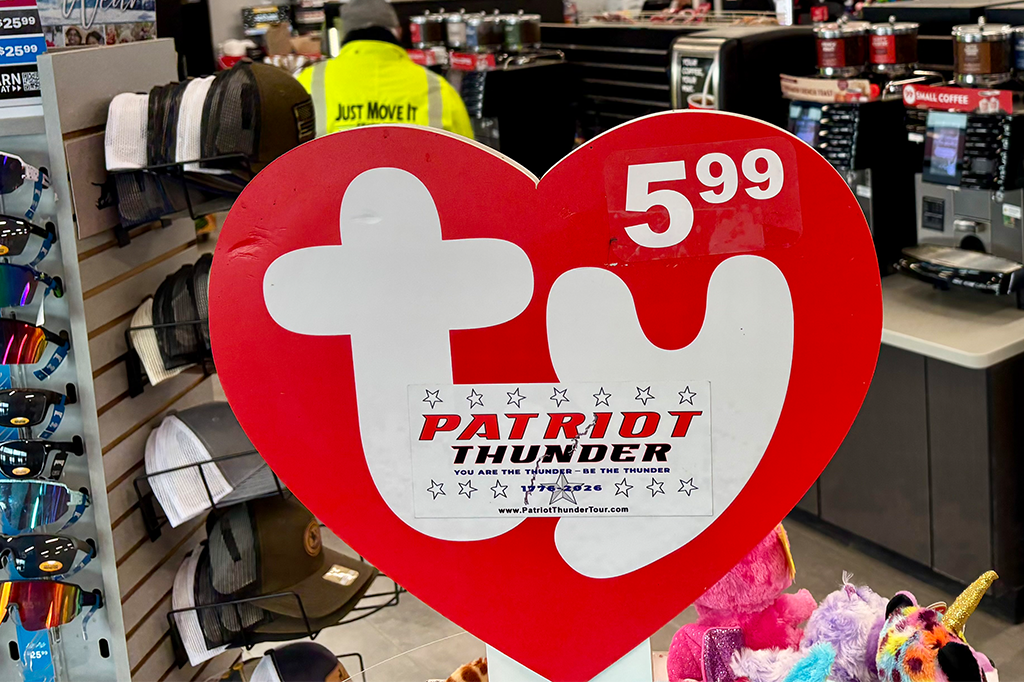 $25.99
$25.99
JUST MOVE IT
SMALL COFFEE
5.99
ty
PATRIOT
THUNDER
YOU ARE THE THUNDER – BE THE THUNDER
1776-2026
www.PatriotThunderTour.com